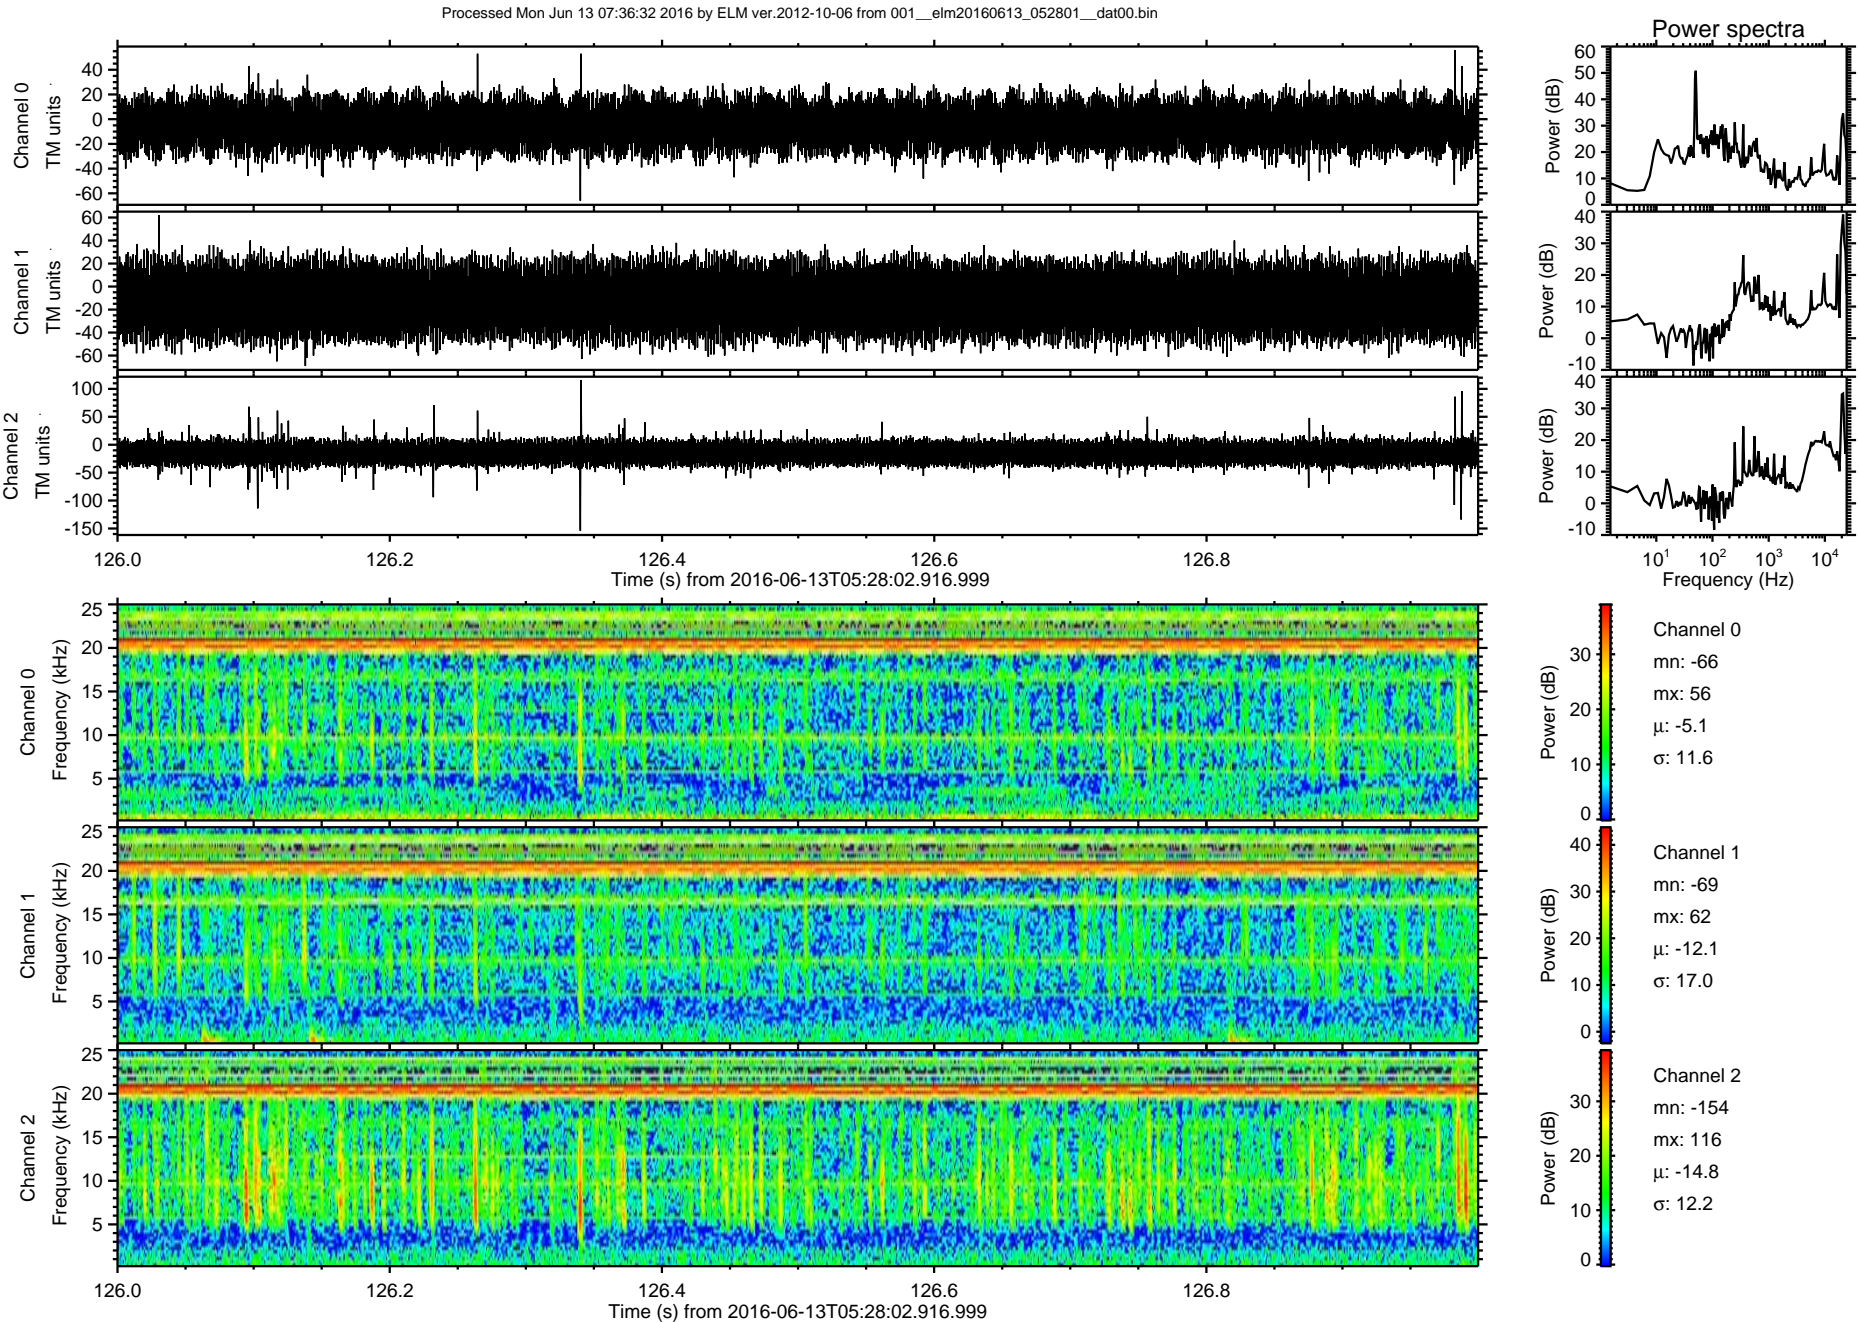 Processed Mon Jun 13 07:36:32 2016 by ELM ver.2012-10-06 from 001__elm20160613_052801__dat00.bin
Power spectra
Channel 0
TM units
40
20
0
-20
-40
-60
Power (dB)
60
50
40
30
20
10
0
Channel 1
TM units
60
40
20
0
-20
-40
-60
Power (dB)
40
30
20
10
0
-10
Channel 2
TM units
100
50
0
-50
-100
-150
Power (dB)
40
30
20
10
0
-10
126.0 126.2 126.4 126.6 126.8
Time (s) from 2016-06-13T05:28:02.916.999
10¹ 10² 10³ 10⁴
Frequency (Hz)
Channel 0
Frequency (kHz)
25
20
15
10
5
Power (dB)
30
20
10
0
Channel 0
mn: -66
mx: 56
μ: -5.1
σ: 11.6
Channel 1
Frequency (kHz)
25
20
15
10
5
Power (dB)
40
30
20
10
0
Channel 1
mn: -69
mx: 62
μ: -12.1
σ: 17.0
Channel 2
Frequency (kHz)
25
20
15
10
5
Power (dB)
30
20
10
0
Channel 2
mn: -154
mx: 116
μ: -14.8
σ: 12.2
126.0 126.2 126.4 126.6 126.8
Time (s) from 2016-06-13T05:28:02.916.999